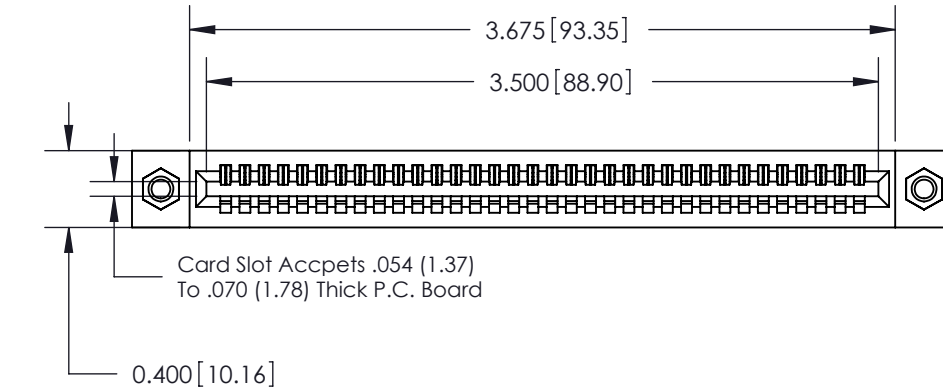 3.675[93.35]
3.500[88.90]
Card Slot Accpets .054 (1.37)
To .070 (1.78) Thick P.C. Board
0.400[10.16]